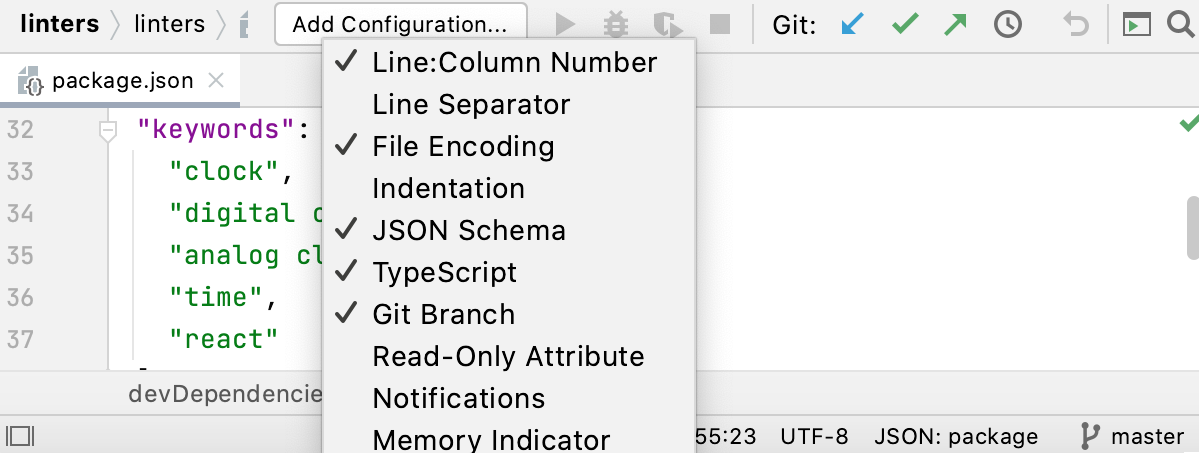 linters linters Add Configuration... Git:
package.json
Line:Column Number
Line Separator
File Encoding
Indentation
JSON Schema
TypeScript
Git Branch
Read-Only Attribute
Notifications
Memory Indicator
32 "keywords":
33 "clock",
34 "digital
35 "analog
36 "time",
37 "react"
55:23 UTF-8 JSON: package master